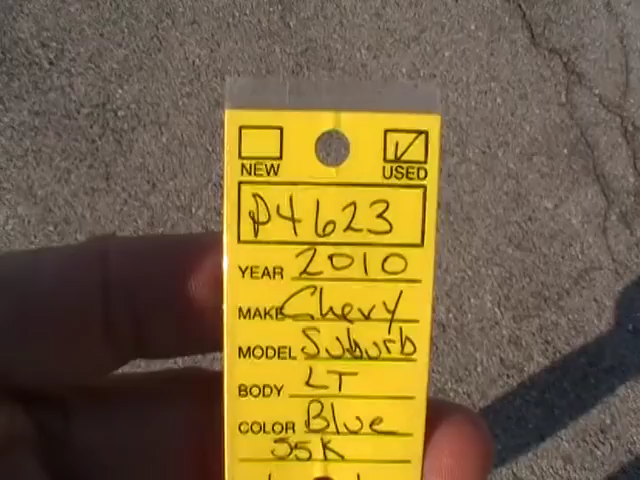 NEW USED
P4623
YEAR 2010
MAKE Chevy
MODEL Suburb
BODY LT
COLOR Blue
55K